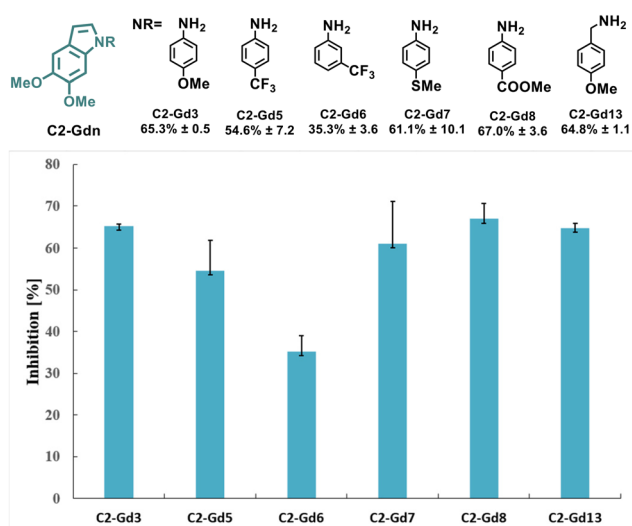 NR=
NH2 NH2 NH2 NH2 NH2 NH2
N R
MeO
OMe
OMe CF3 CF3 SMe COOMe OMe
C2-Gdn
C2-Gd3 C2-Gd5 C2-Gd6 C2-Gd7 C2-Gd8 C2-Gd13
65.3% ± 0.5 54.6% ± 7.2 35.3% ± 3.6 61.1% ± 10.1 67.0% ± 3.6 64.8% ± 1.1
Inhibition [%]
80
70
60
50
40
30
20
10
0
C2-Gd3 C2-Gd5 C2-Gd6 C2-Gd7 C2-Gd8 C2-Gd13